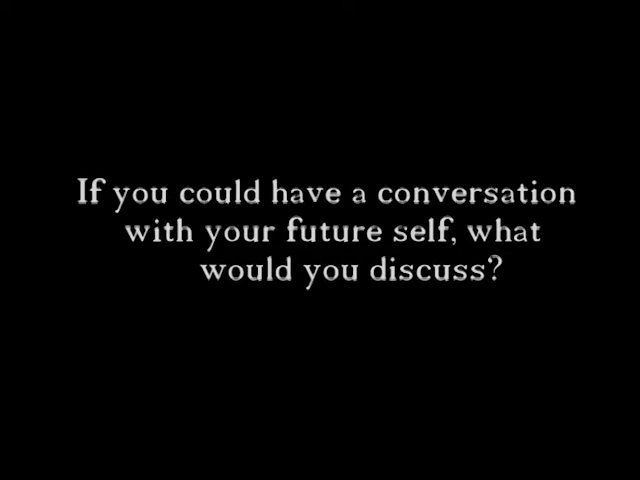 If you could have a conversation
with your future self, what
would you discuss?